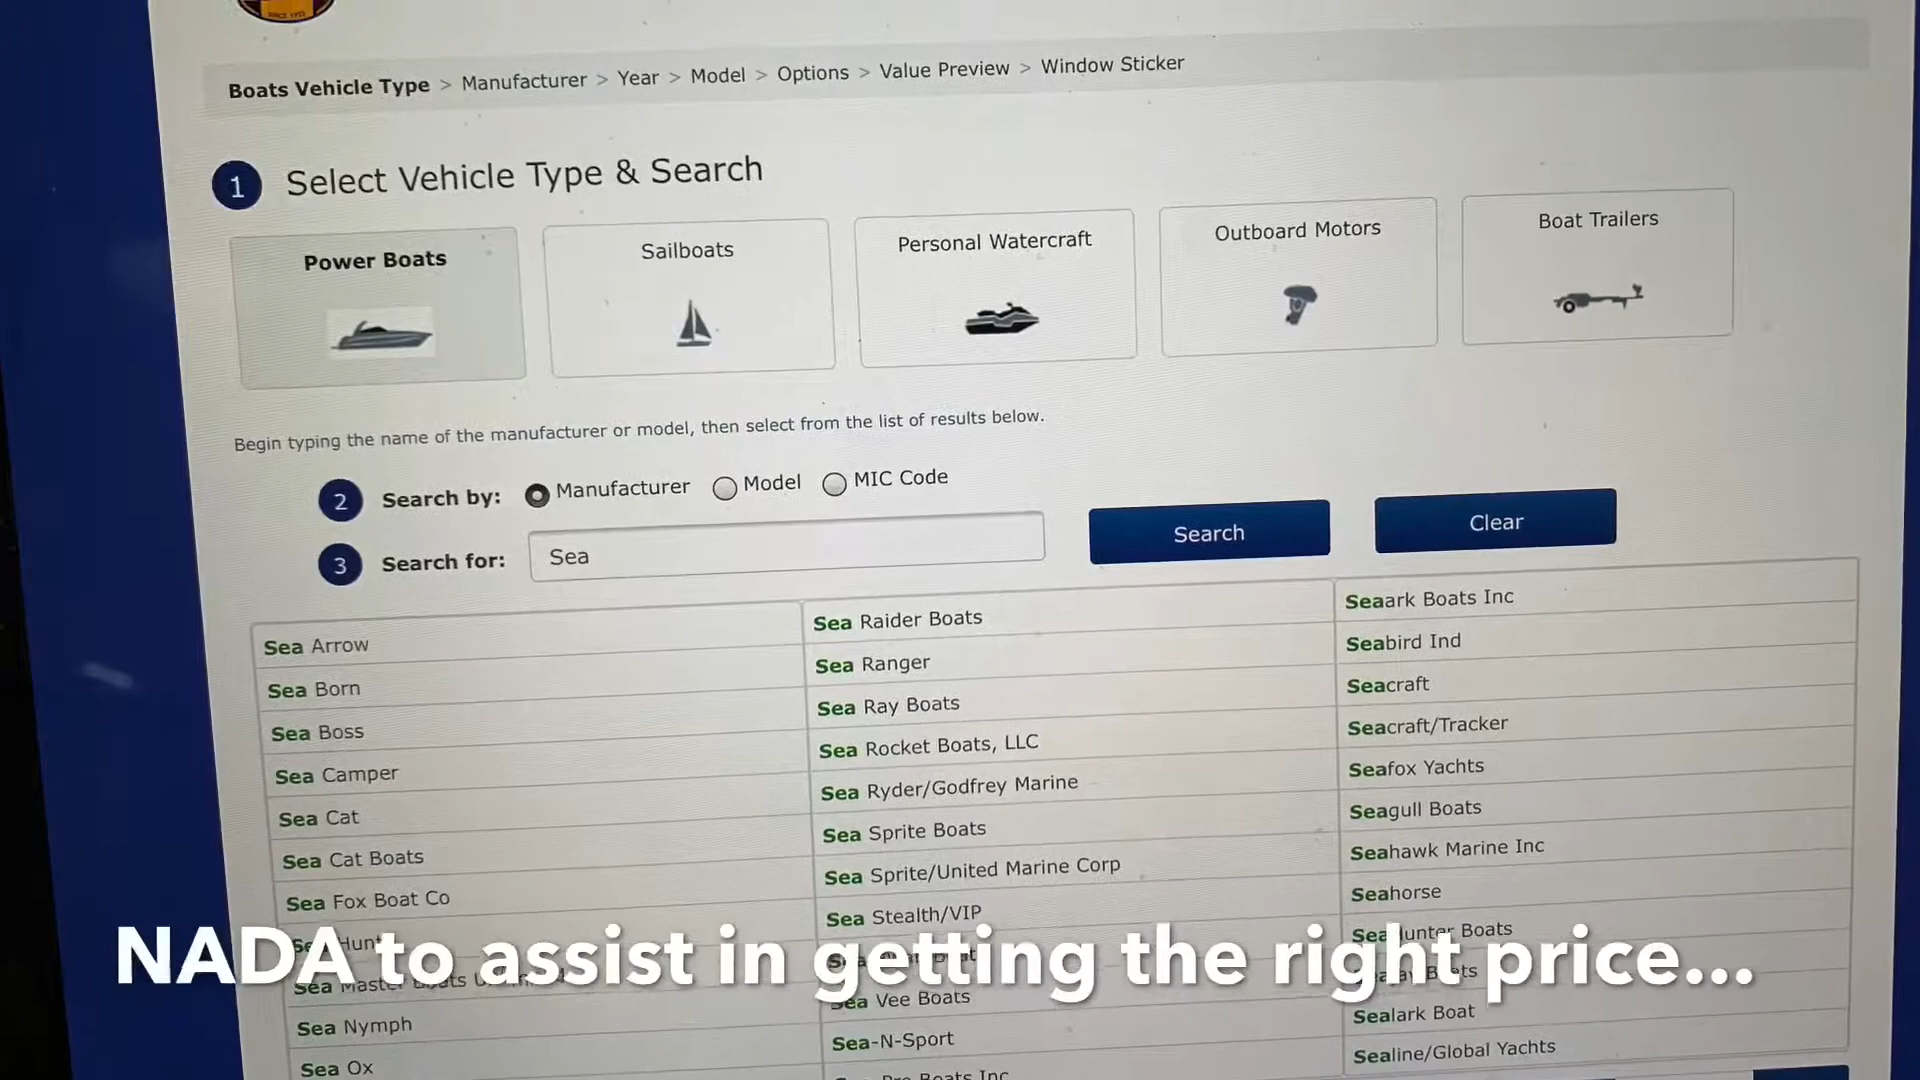 SINCE 1933
Boats Vehicle Type > Manufacturer > Year > Model > Options > Value Preview > Window Sticker
1 Select Vehicle Type & Search
Power Boats
Sailboats
Personal Watercraft
Outboard Motors
Boat Trailers
Begin typing the name of the manufacturer or model, then select from the list of results below.
2 Search by: Manufacturer Model MIC Code
3 Search for: Sea
Search
Clear
Sea Arrow
Sea Born
Sea Boss
Sea Camper
Sea Cat
Sea Cat Boats
Sea Fox Boat Co
Sea Nymph
Sea Ox
Sea Raider Boats
Sea Ranger
Sea Ray Boats
Sea Rocket Boats, LLC
Sea Ryder/Godfrey Marine
Sea Sprite Boats
Sea Sprite/United Marine Corp
Sea Stealth/VIP
Sea Vee Boats
Sea-N-Sport
Pro Boats Inc
Seaark Boats Inc
Seabird Ind
Seacraft
Seacraft/Tracker
Seafox Yachts
Seagull Boats
Seahawk Marine Inc
Seahorse
Seahunter Boats
Sealark Boat
Sealine/Global Yachts
NADA to assist in getting the right price...